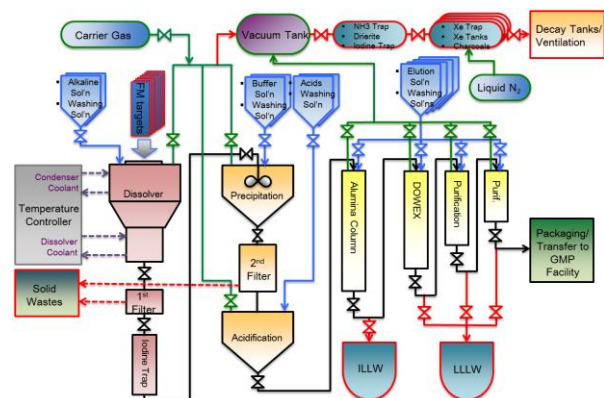 Carrier Gas
Vacuum Tank
• NH3 Trap
• Drierite
• Iodine Trap
• Xe Trap
• Xe Tanks
• Charcoals
Decay Tanks/
Ventilation
Liquid N₂
• Alkaline
Sol'n
• Washing
Sol'n
FM targets
• Buffer
Sol'n
• Washing
Sol'n
• Acids
• Washing
Sol'n
• Elution
Sol'n
• Washing
Sol'ns
Condenser
Coolant
Temperature
Controller
Dissolver
Coolant
Dissolver
Precipitation
2nd
Filter
Alumina Column
DOWEX
Purification
Purif.
Packaging/
Transfer to
GMP
Facility
Solid
Wastes
1st
Filter
Iodine Trap
Acidification
ILLW
LLLW